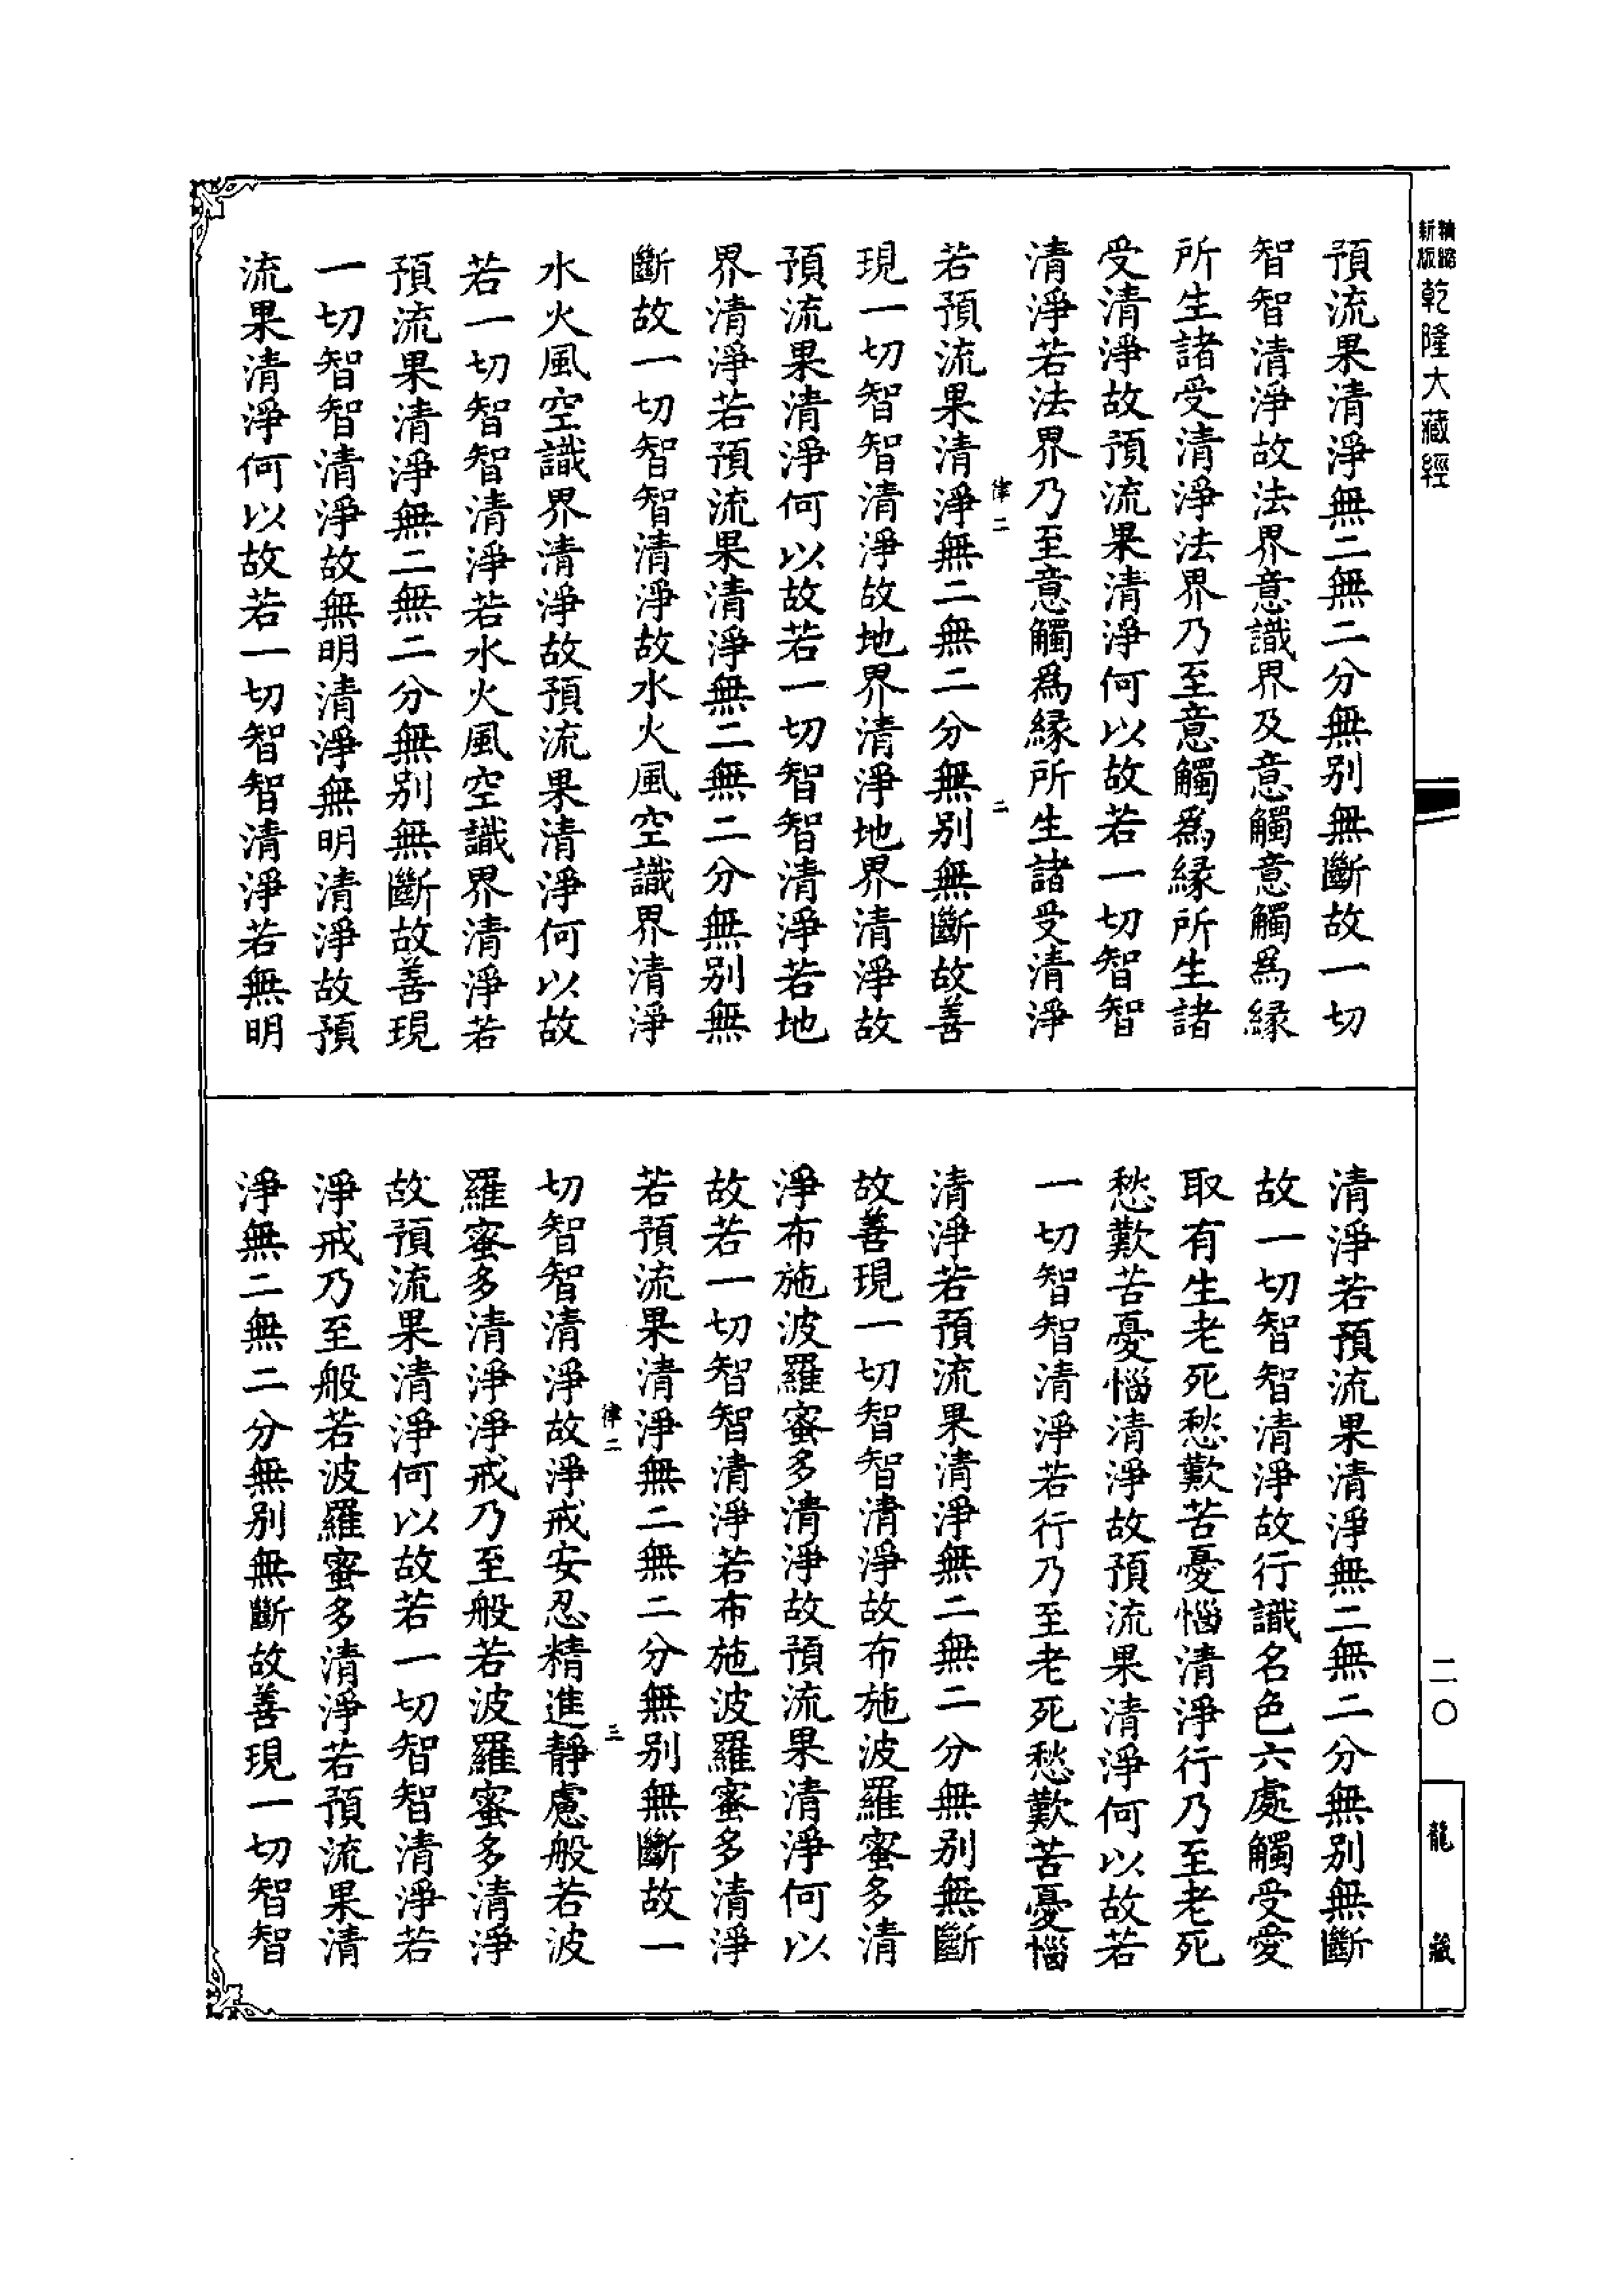 精縮
新版
乾隆大藏經
預流果清淨無二無二分無別無斷故一切
智智清淨故法界意識界及意觸意觸爲緣
所生諸受清淨法界乃至意觸爲緣所生諸
受清淨故預流果清淨何以故若一切智智
清淨若法界乃至意觸爲緣所生諸受清淨
律二
二
若預流果清淨無二無二分無別無斷故善
現一切智智清淨故地界清淨地界清淨故
預流果清淨何以故若一切智智清淨若地
界清淨若預流果清淨無二無二分無別無
斷故一切智智清淨故水火風空識界清淨
水火風空識界清淨故預流果清淨何以故
若一切智智清淨若水火風空識界清淨若
預流果清淨無二無二分無別無斷故善現
一切智智清淨故無明清淨無明清淨故預
流果清淨何以故若一切智智清淨若無明
清淨若預流果清淨無二無二分無別無斷
故一切智智清淨故行識名色六處觸受愛
取有生老死愁歎苦憂惱清淨行乃至老死
愁歎苦憂惱清淨故預流果清淨何以故若
一切智智清淨若行乃至老死愁歎苦憂惱
清淨若預流果清淨無二無二分無別無斷
故善現一切智智清淨故布施波羅蜜多清
淨布施波羅蜜多清淨故預流果清淨何以
故若一切智智清淨若布施波羅蜜多清淨
若預流果清淨無二無二分無別無斷故一
律二
三
切智智清淨故淨戒安忍精進靜慮般若波
羅蜜多清淨淨戒乃至般若波羅蜜多清淨
故預流果清淨何以故若一切智智清淨若
淨戒乃至般若波羅蜜多清淨若預流果清
淨無二無二分無別無斷故善現一切智智
二〇
龍藏